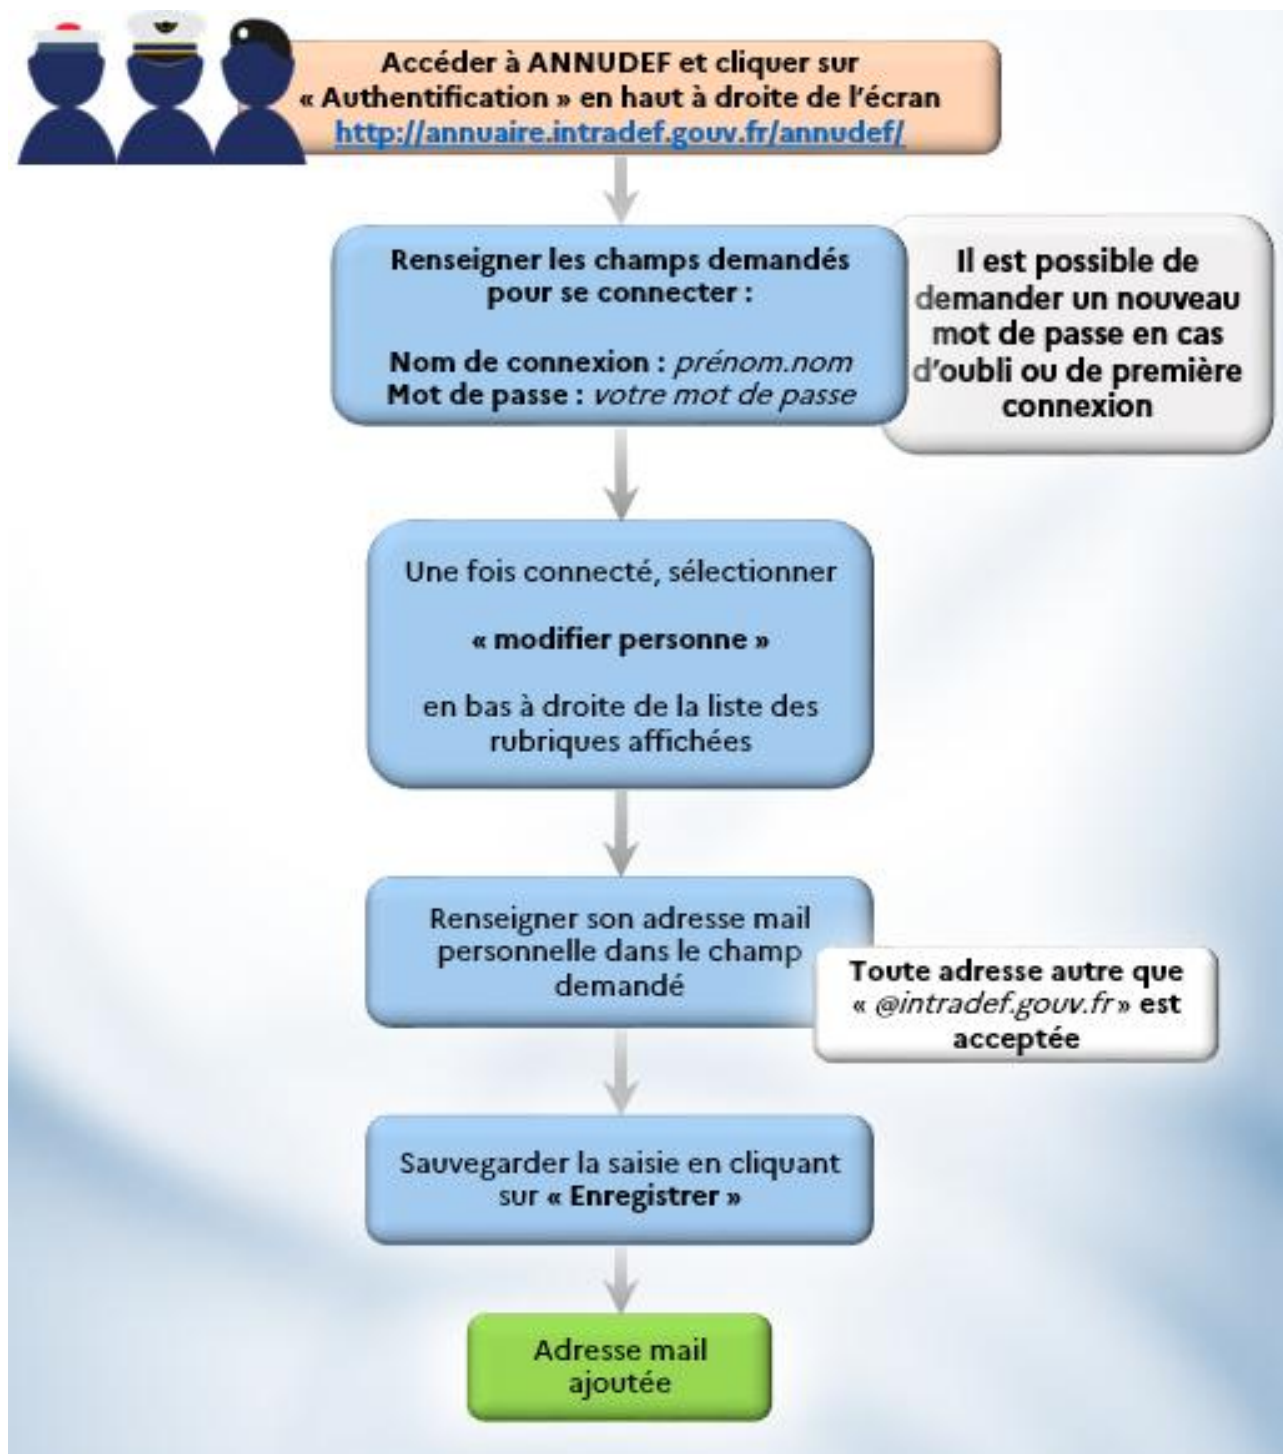 Accéder à ANNUDEF et cliquer sur
« Authentification » en haut à droite de l'écran
http://annuaire.intradef.gouv.fr/annudef/
Renseigner les champs demandés
pour se connecter :
Nom de connexion : prénom.nom
Mot de passe : votre mot de passe
Il est possible de
demander un nouveau
mot de passe en cas
d'oubli ou de première
connexion
Une fois connecté, sélectionner
« modifier personne »
en bas à droite de la liste des
rubriques affichées
Renseigner son adresse mail
personnelle dans le champ
demandé
Toute adresse autre que
« @intradef.gouv.fr » est
acceptée
Sauvegarder la saisie en cliquant
sur « Enregistrer »
Adresse mail
ajoutée